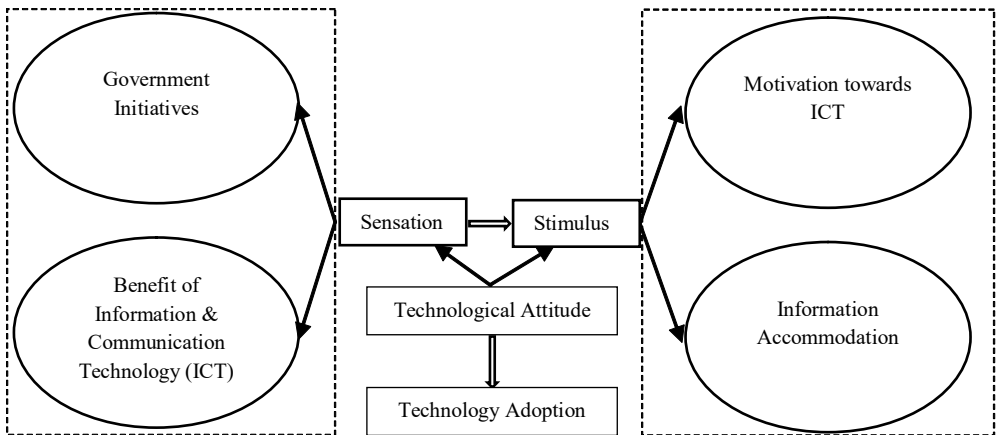 Government
Initiatives
Motivation towards
ICT
Sensation
Stimulus
Benefit of
Information &
Communication
Technology (ICT)
Technological Attitude
Information
Accommodation
Technology Adoption